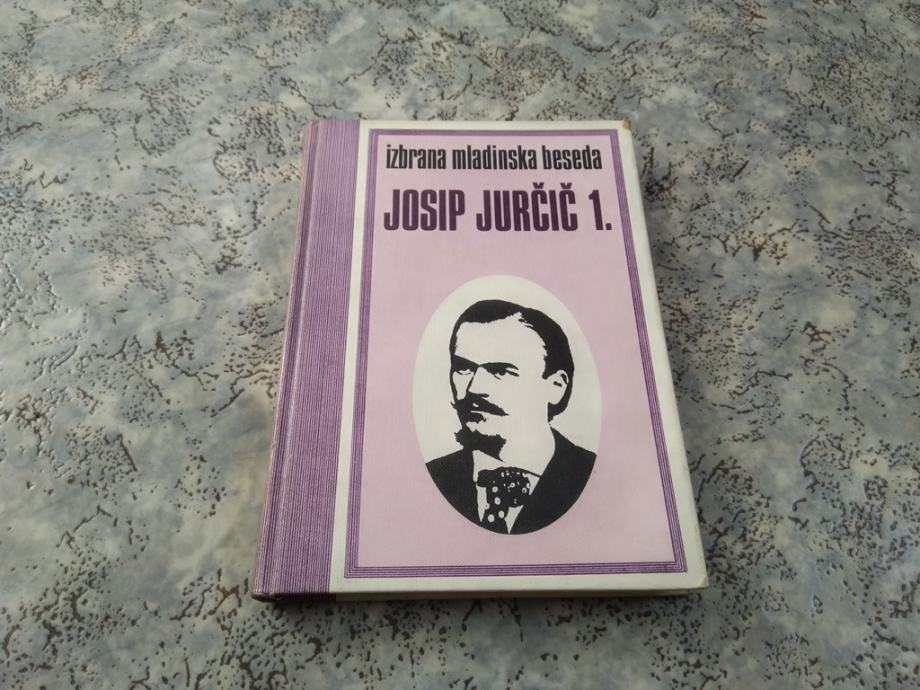 izbrana mladinska beseda
JOSIP JURČIČ 1.